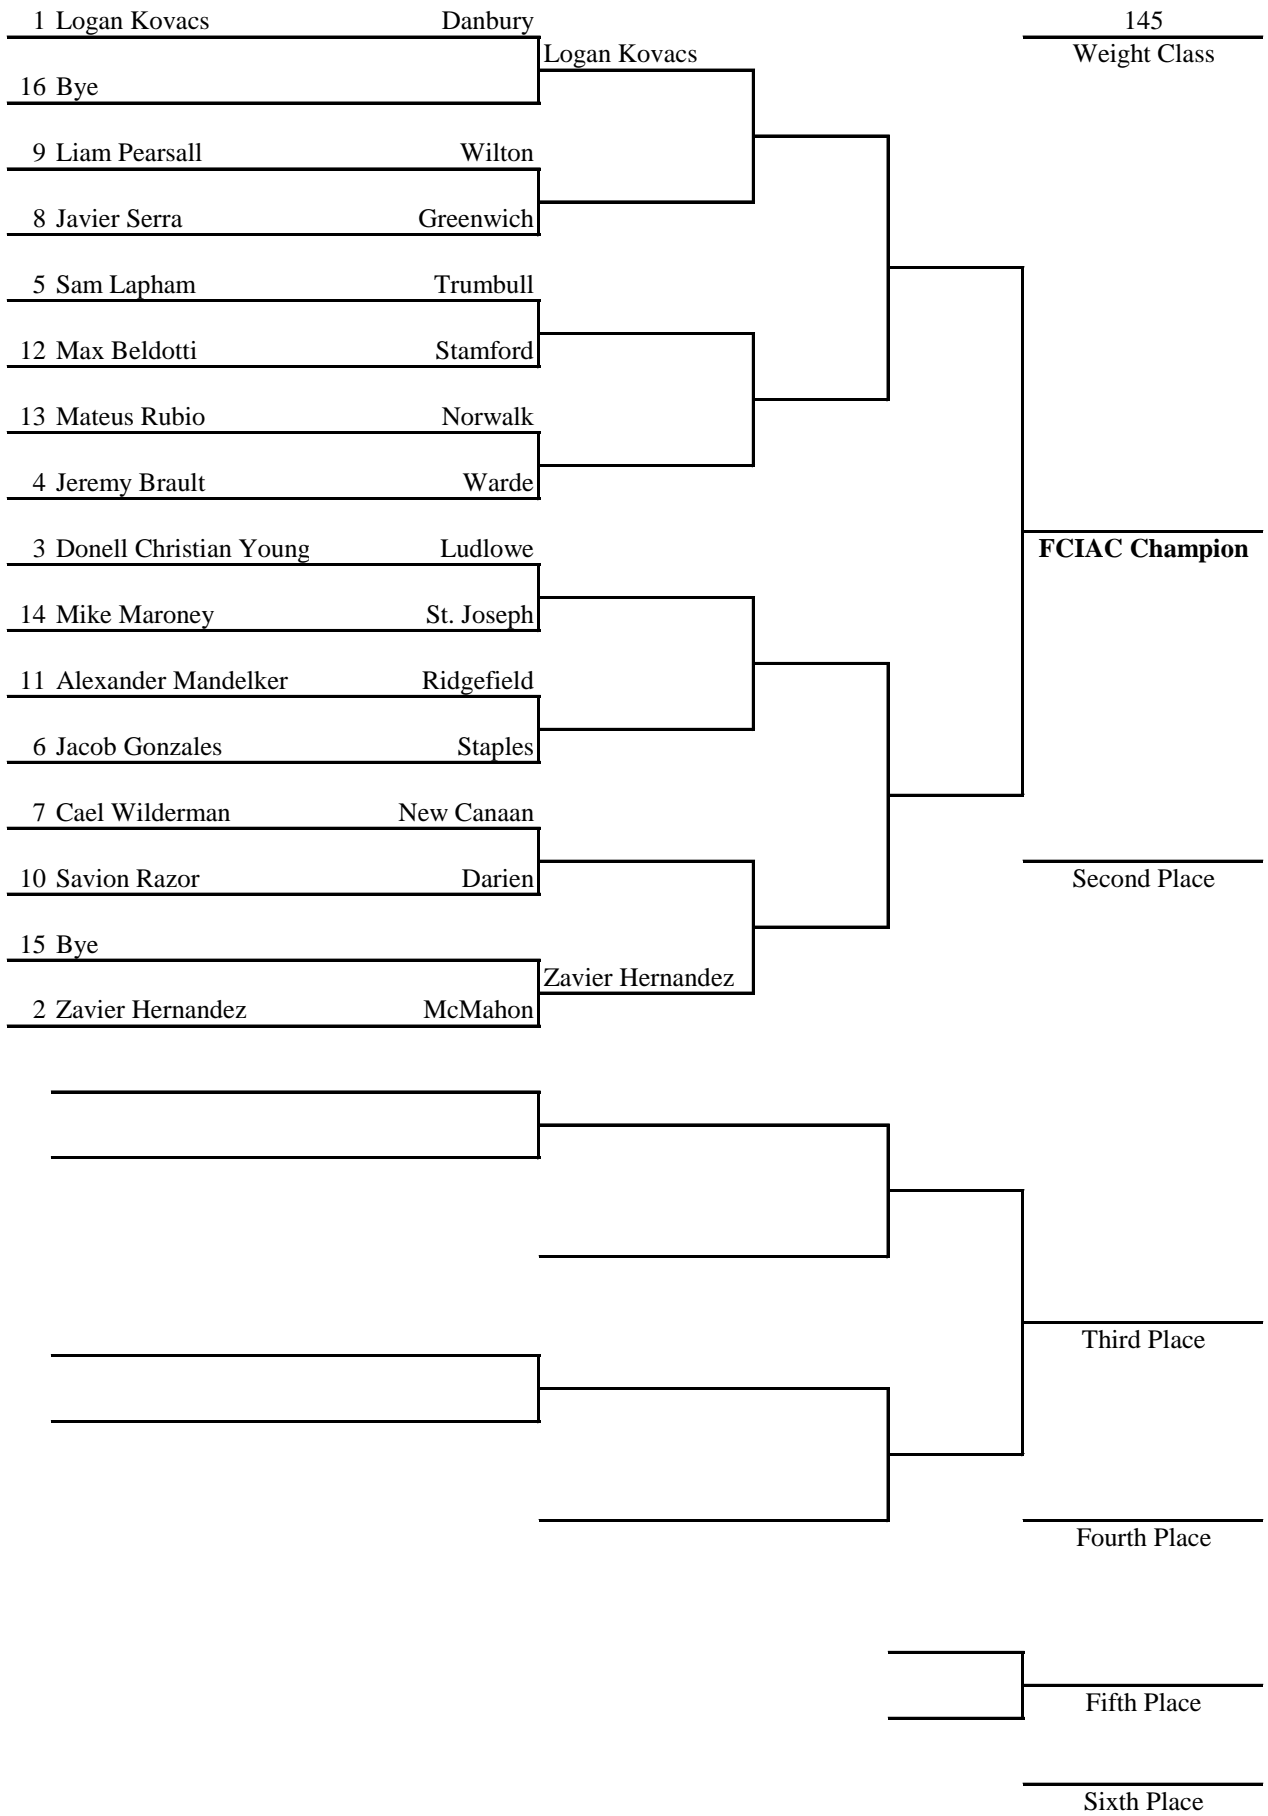 1 Logan Kovacs Danbury 145
Logan Kovacs Weight Class
16 Bye
9 Liam Pearsall Wilton
8 Javier Serra Greenwich
5 Sam Lapham Trumbull
12 Max Beldotti Stamford
13 Mateus Rubio Norwalk
4 Jeremy Brault Warde
3 Donell Christian Young Ludlowe
FCIAC Champion
14 Mike Maroney St. Joseph
11 Alexander Mandelker Ridgefield
6 Jacob Gonzales Staples
7 Cael Wilderman New Canaan
10 Savion Razor Darien
Second Place
15 Bye
Zavier Hernandez
2 Zavier Hernandez McMahon
Third Place
Fourth Place
Fifth Place
Sixth Place